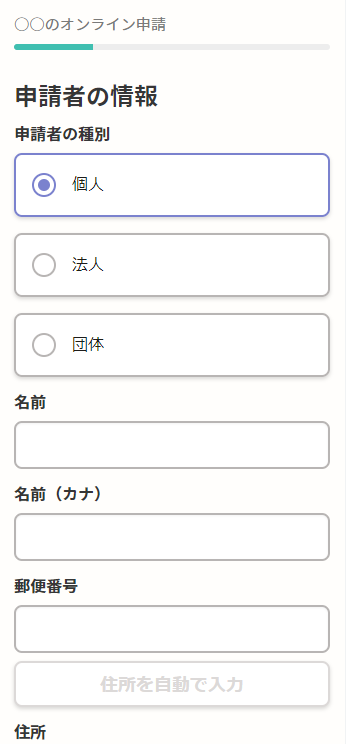 〇〇のオンライン申請
申請者の情報
申請者の種別
個人
法人
団体
名前
名前（カナ）
郵便番号
住所を自動で入力
住所